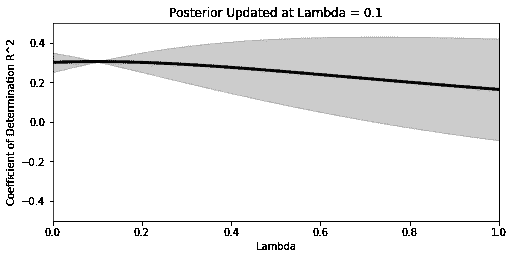 Posterior Updated at Lambda = 0.1
Coefficient of Determination R^2
0.4
0.2
0.0
−0.2
−0.4
0.0 0.2 0.4 0.6 0.8 1.0
Lambda